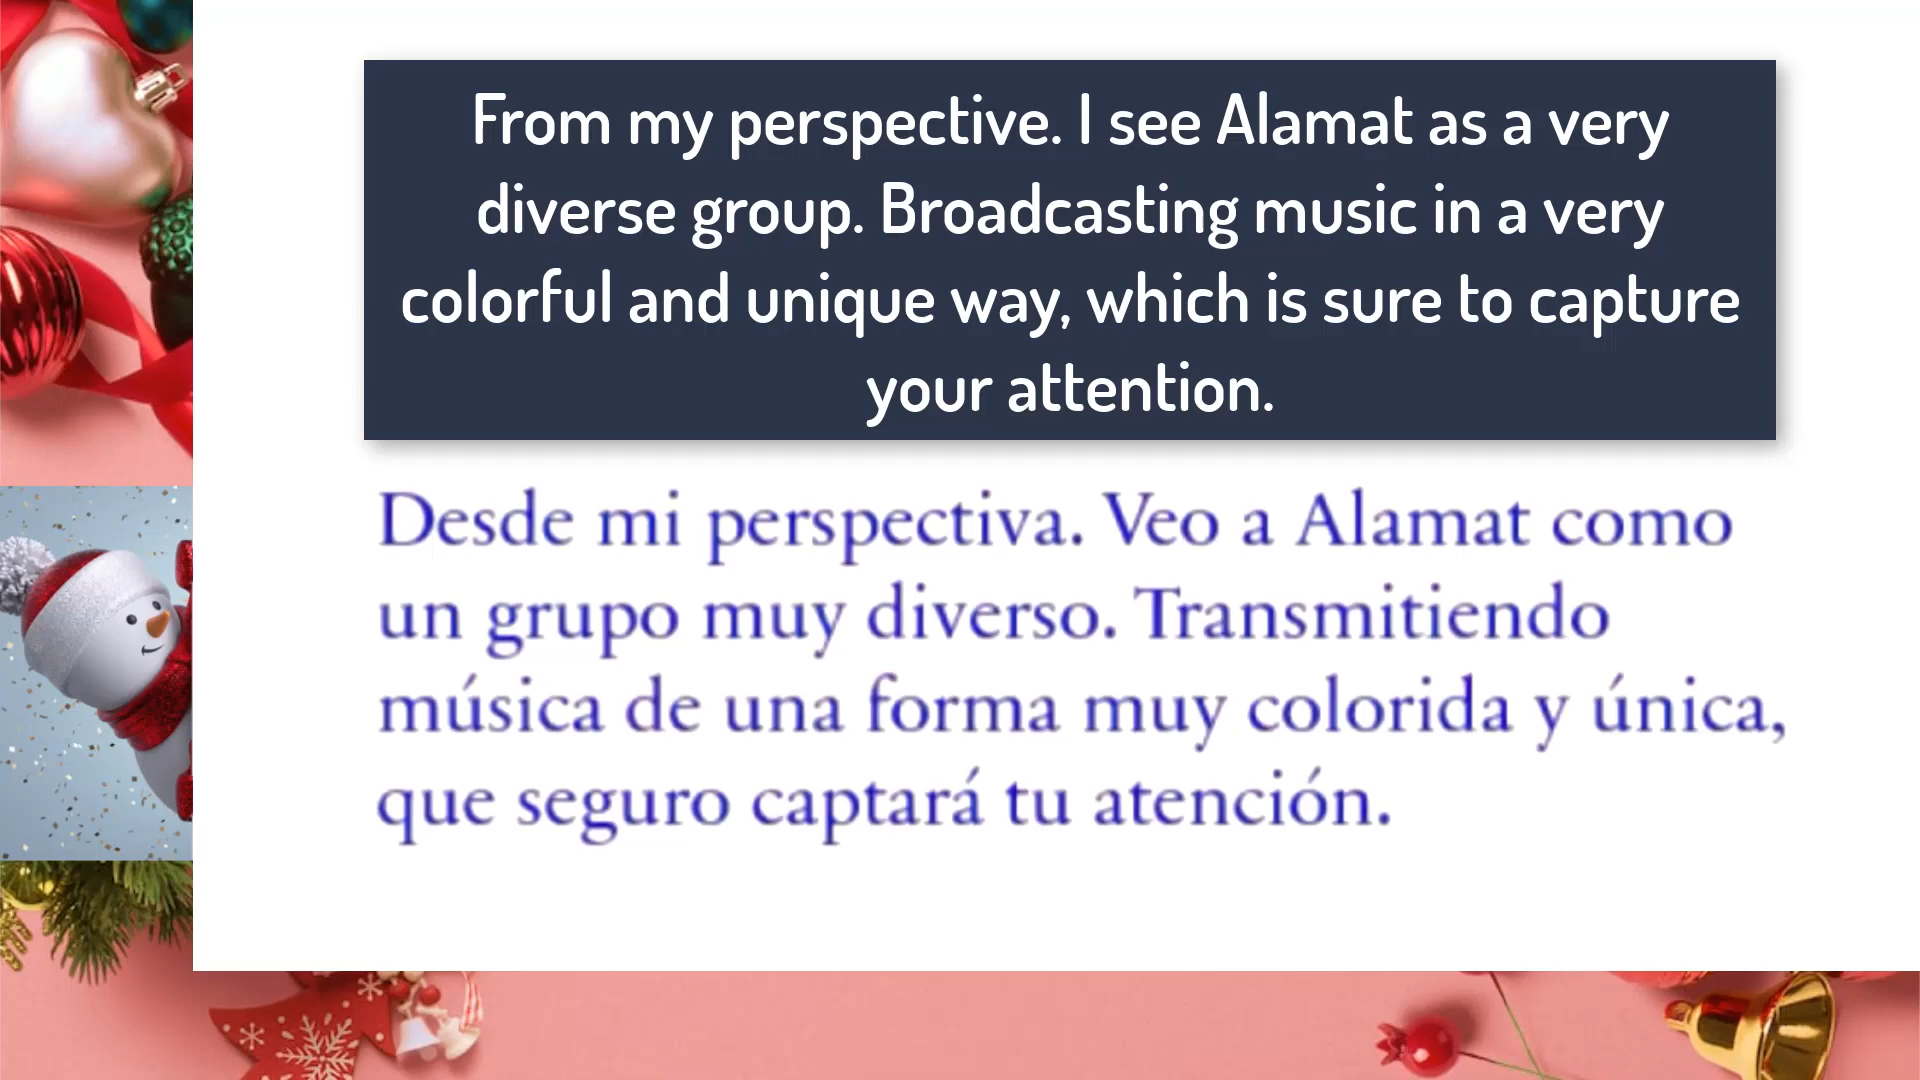 From my perspective. I see Alamat as a very
diverse group. Broadcasting music in a very
colorful and unique way, which is sure to capture
your attention.
Desde mi perspectiva. Veo a Alamat como
un grupo muy diverso. Transmitiendo
música de una forma muy colorida y única,
que seguro captará tu atención.